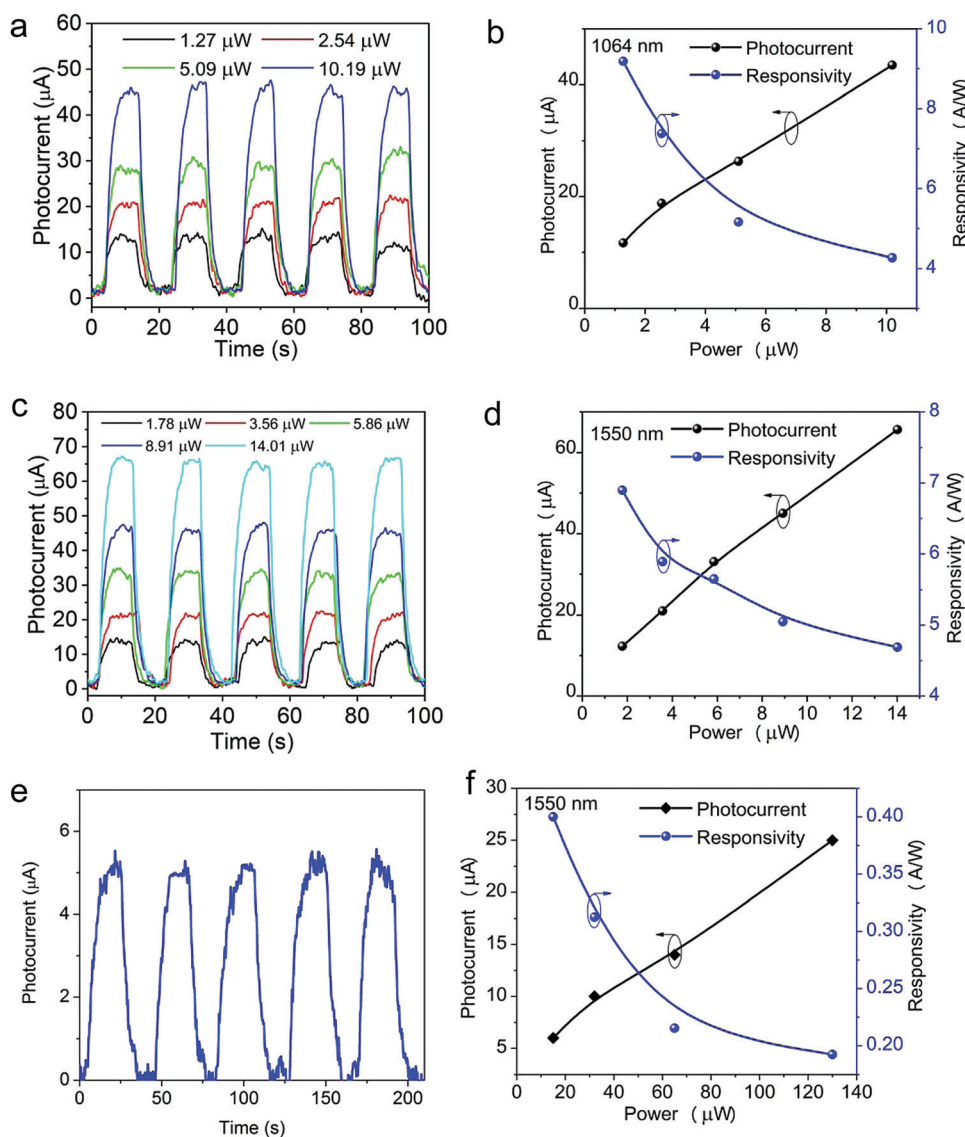 a
60
50
40
30
20
10
0
0 20 40 60 80 100
Photocurrent (μA)
Time (s)
1.27 μW 2.54 μW
5.09 μW 10.19 μW
b
1064 nm
Photocurrent
Responsivity
40
20
0
0 2 4 6 8 10
Photocurrent ( μA)
Power ( μW)
10
9
8
6
4
Responsivity ( A/W)
c
80
70
60
50
40
30
20
10
0
0 20 40 60 80 100
Photocurrent (μA)
Time (s)
1.78 μW 3.56 μW 5.86 μW
8.91 μW 14.01 μW
d
1550 nm
Photocurrent
Responsivity
60
40
20
0
0 2 4 6 8 10 12 14
Photocurrent ( μA)
Power ( μW)
8
7
6
5
4
Responsivity ( A/W)
e
6
4
2
0
0 50 100 150 200
Photocurrent (μA)
Time (s)
f
1550 nm
Photocurrent
Responsivity
30
25
20
15
10
5
0 20 40 60 80 100 120 140
Photocurrent ( μA)
Power ( μW)
0.40
0.35
0.30
0.25
0.20
Responsivity ( A/W)